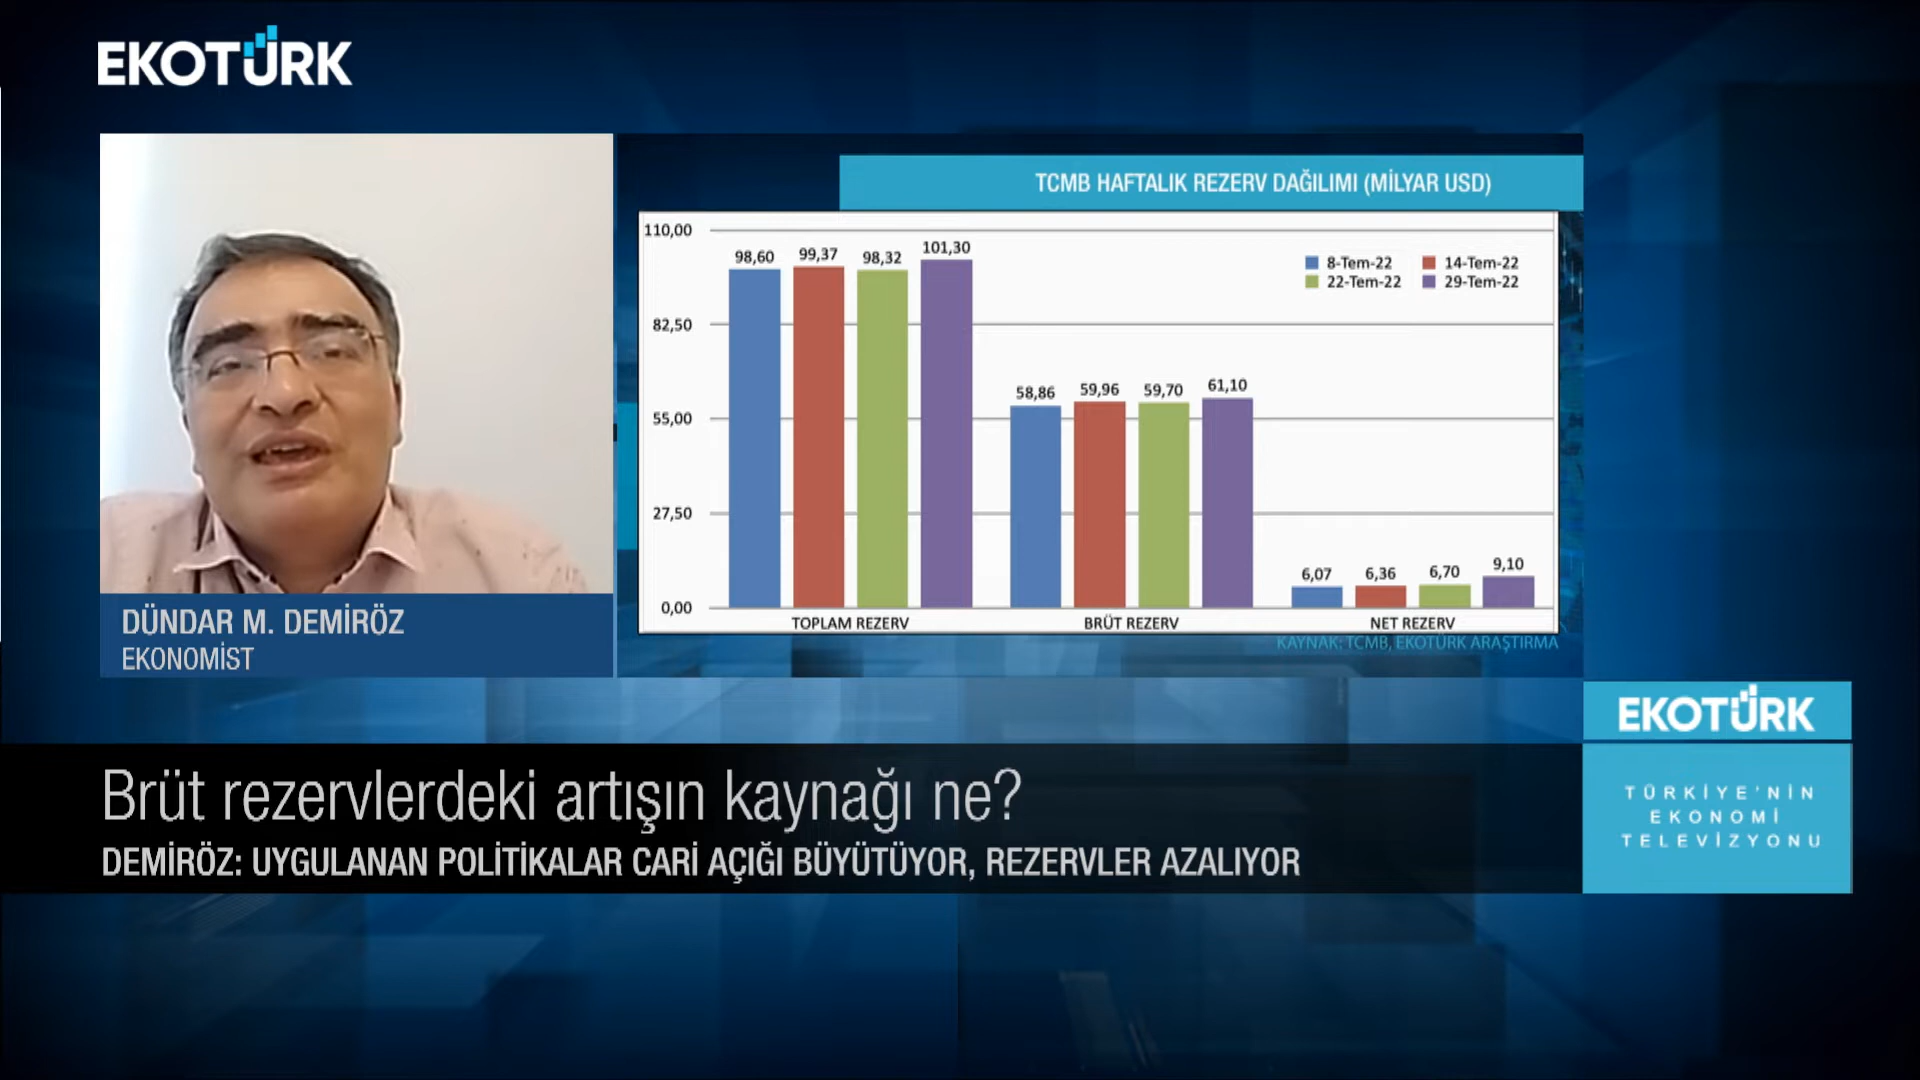 EKOTÜRK
TCMB HAFTALIK REZERV DAĞILIMI (MİLYAR USD)
110,00
82,50
55,00
27,50
0,00
98,60 99,37 98,32 101,30
58,86 59,96 59,70 61,10
6,07 6,36 6,70 9,10
8-Tem-22 14-Tem-22
22-Tem-22 29-Tem-22
TOPLAM REZERV BRÜT REZERV NET REZERV
KAYNAK: TCMB, EKOTÜRK ARAŞTIRMA
DÜNDAR M. DEMİRÖZ
EKONOMİST
EKOTÜRK
TÜRKİYE'NİN
EKONOMİ
TELEVİZYONU
Brüt rezervlerdeki artışın kaynağı ne?
DEMİRÖZ: UYGULANAN POLİTİKALAR CARİ AÇIĞI BÜYÜTÜYOR, REZERVLER AZALIYOR